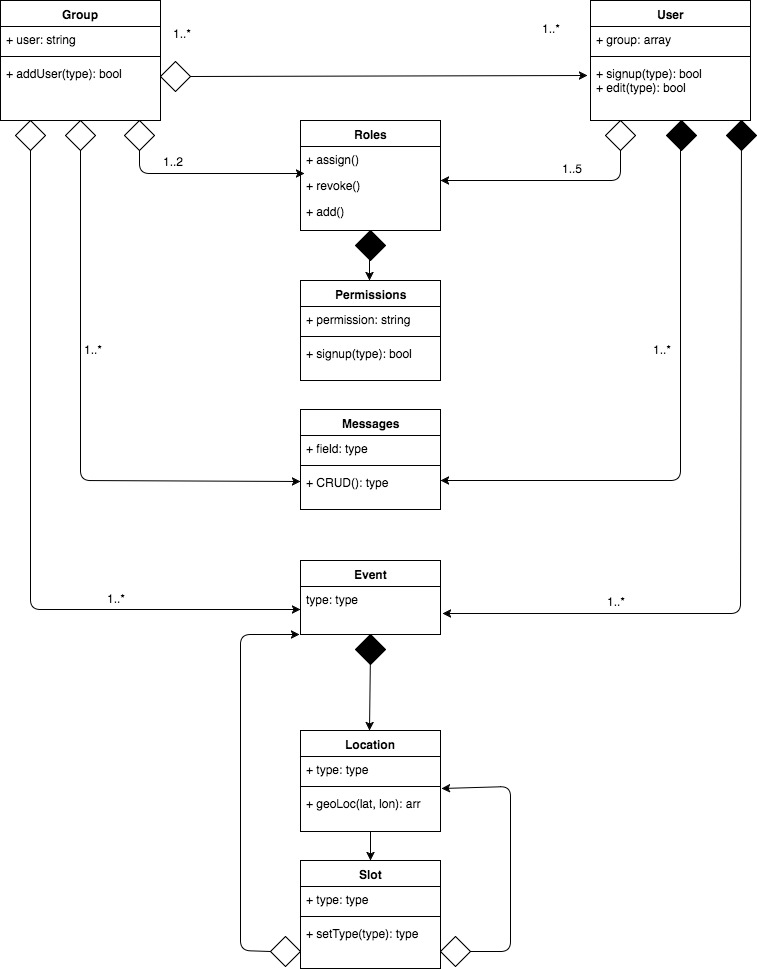 Group
+ user: string
+ addUser(type): bool
1..*
1..*
User
+ group: array
+ signup(type): bool
+ edit(type): bool
Roles
+ assign()
+ revoke()
+ add()
1..2
1..5
Permissions
+ permission: string
+ signup(type): bool
1..*
1..*
Messages
+ field: type
+ CRUD(): type
Event
type: type
1..*
1..*
Location
+ type: type
+ geoLoc(lat, lon): arr
Slot
+ type: type
+ setType(type): type